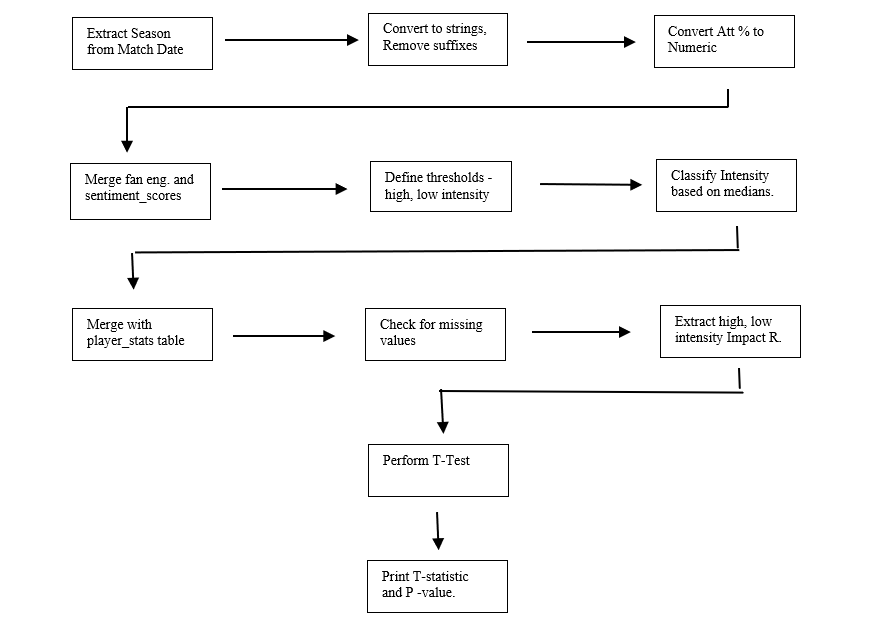 Extract Season
from Match Date
Convert to strings,
Remove suffixes
Convert Att % to
Numeric
Merge fan eng. and
sentiment_scores
Define thresholds -
high, low intensity
Classify Intensity
based on medians.
Merge with
player_stats table
Check for missing
values
Extract high, low
intensity Impact R.
Perform T-Test
Print T-statistic
and P -value.